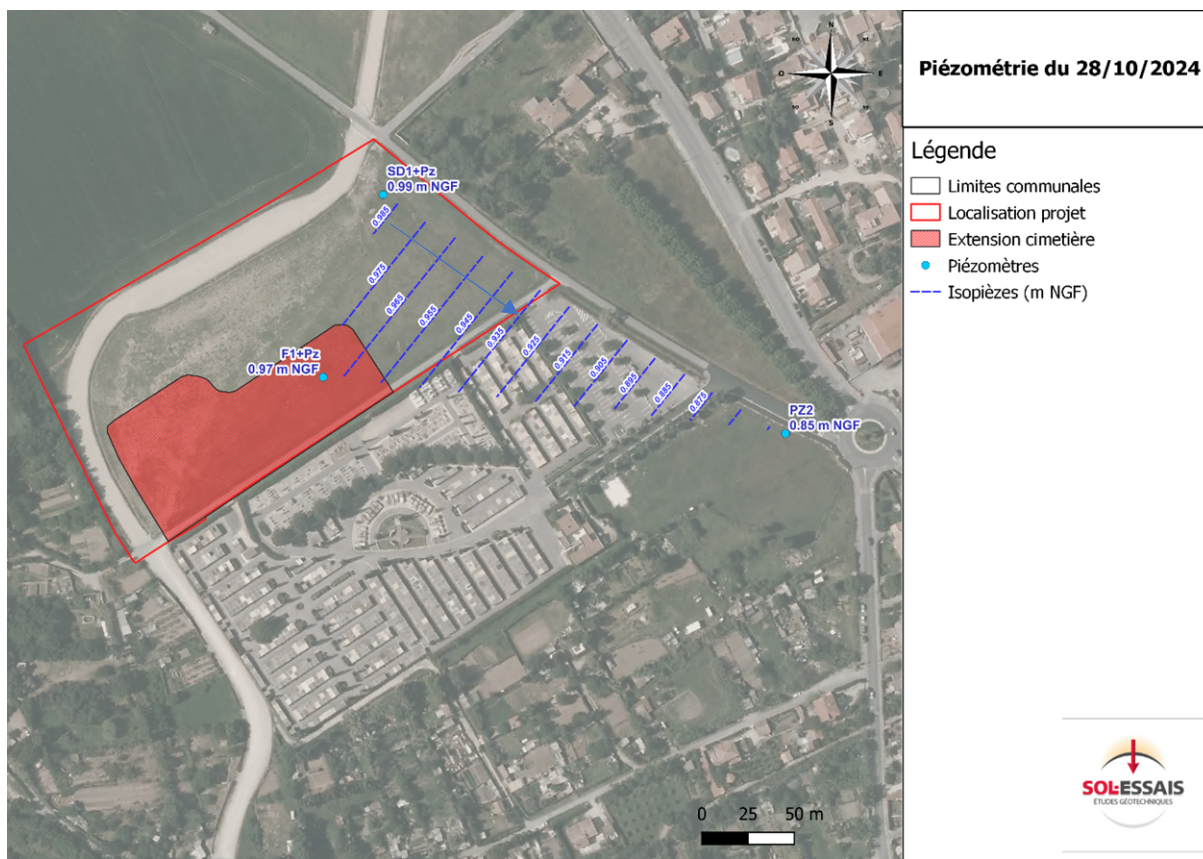 Piézométrie du 28/10/2024
Légende
Limites communales
Localisation projet
Extension cimetière
Piézomètres
Isopièzes (m NGF)
N
E
S
O
SD1+Pz
0.99 m NGF
0.985
0.975
0.965
0.955
0.945
0.935
0.925
0.915
0.905
0.895
0.885
0.875
F1+Pz
0.97 m NGF
PZ2
0.85 m NGF
0 25 50 m
SOL-ESSAIS
ÉTUDES GÉOTECHNIQUES